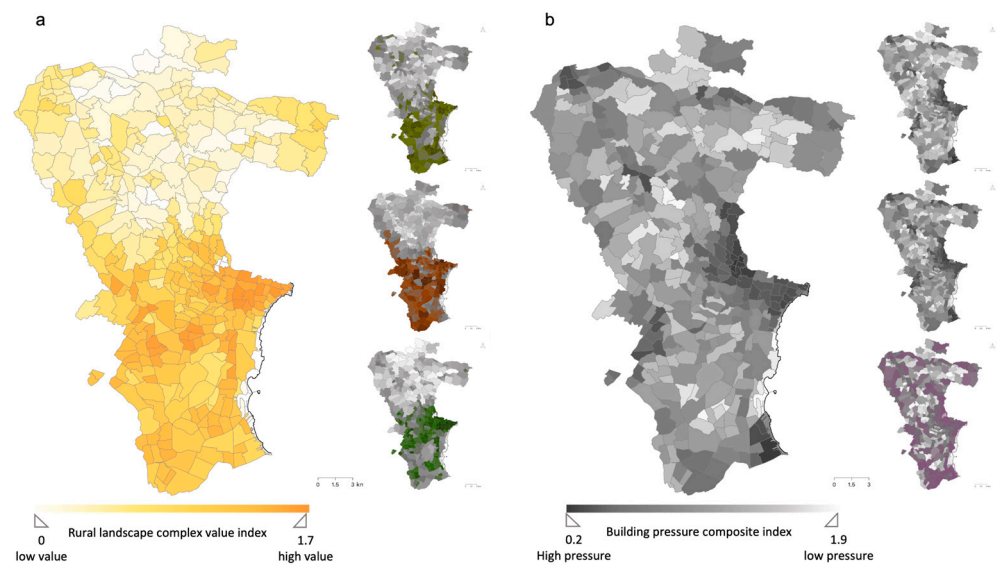 a
b
0 1.5 3 km
0 1.5 3
Rural landscape complex value index
0
low value
1.7
high value
Building pressure composite index
0.2
High pressure
1.9
low pressure